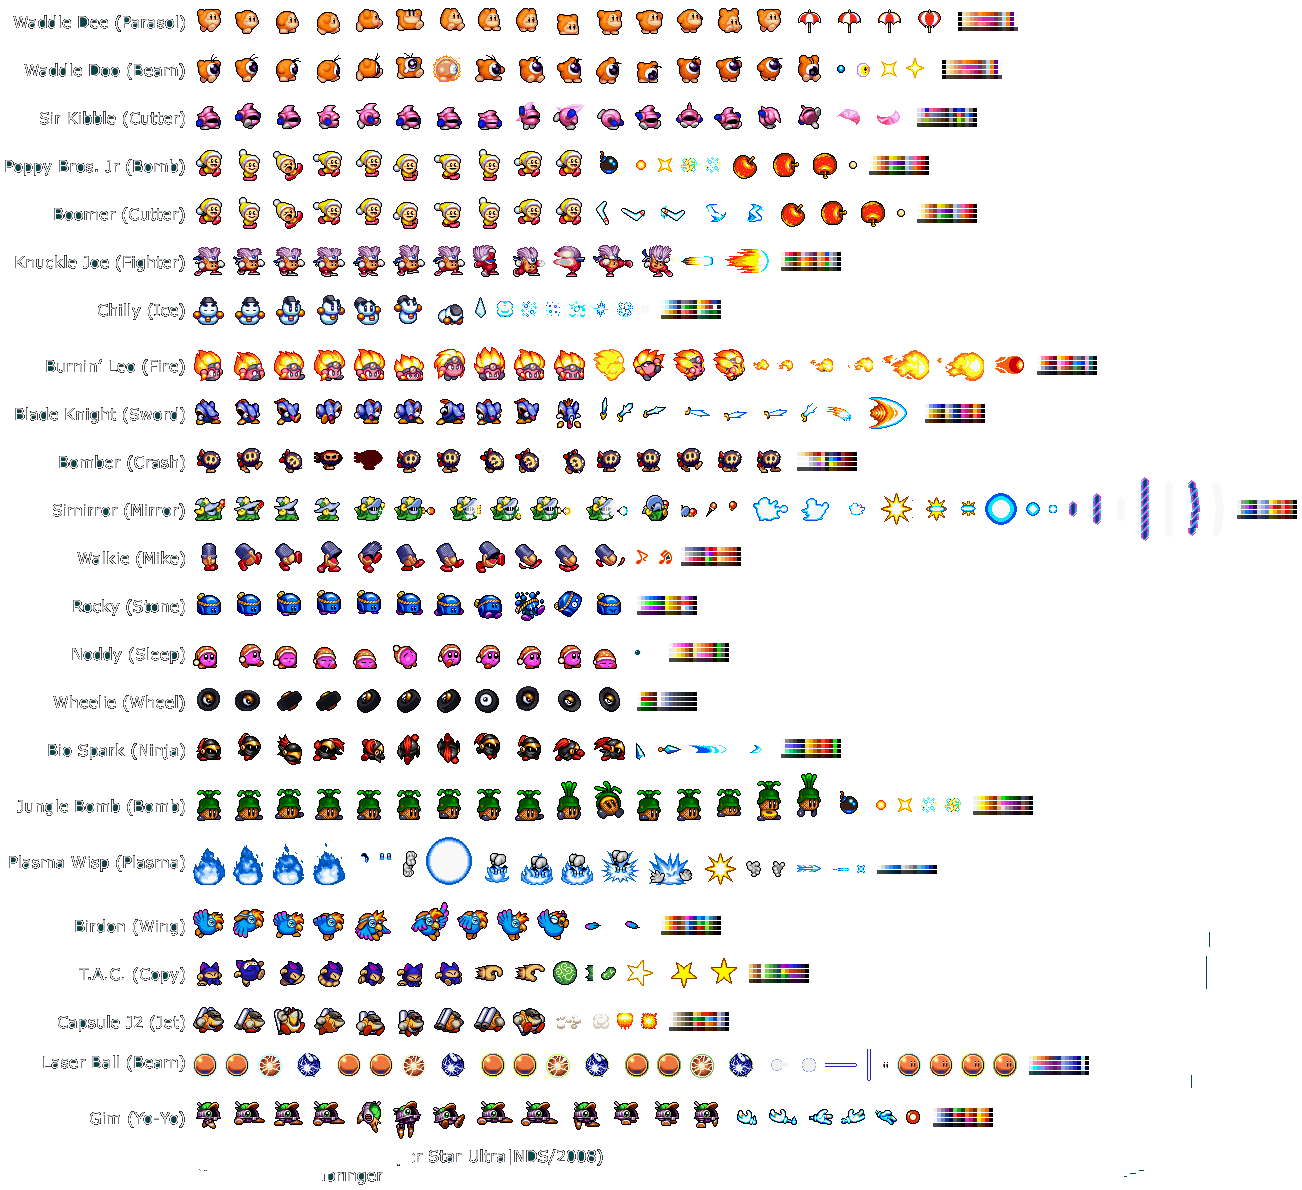 Waddle Dee (Parasol)
Waddle Doo (Beam)
Sir Kibble (Cutter)
Poppy Bros. Jr (Bomb)
Boomer (Cutter)
Knuckle Joe (Fighter)
Chilly (Ice)
Burnin' Leo (Fire)
Blade Knight (Sword)
Bomber (Crash)
Simirror (Mirror)
Walkie (Mike)
Rocky (Stone)
Noddy (Sleep)
Wheelie (Wheel)
Bio Spark (Ninja)
Jungle Bomb (Bomb)
Plasma Wisp (Plasma)
Birdon (Wing)
T.A.C. (Copy)
Capsule J2 (Jet)
Laser Ball (Beam)
Gim (Yo-Yo)
Star Ultra|NDS/2008)